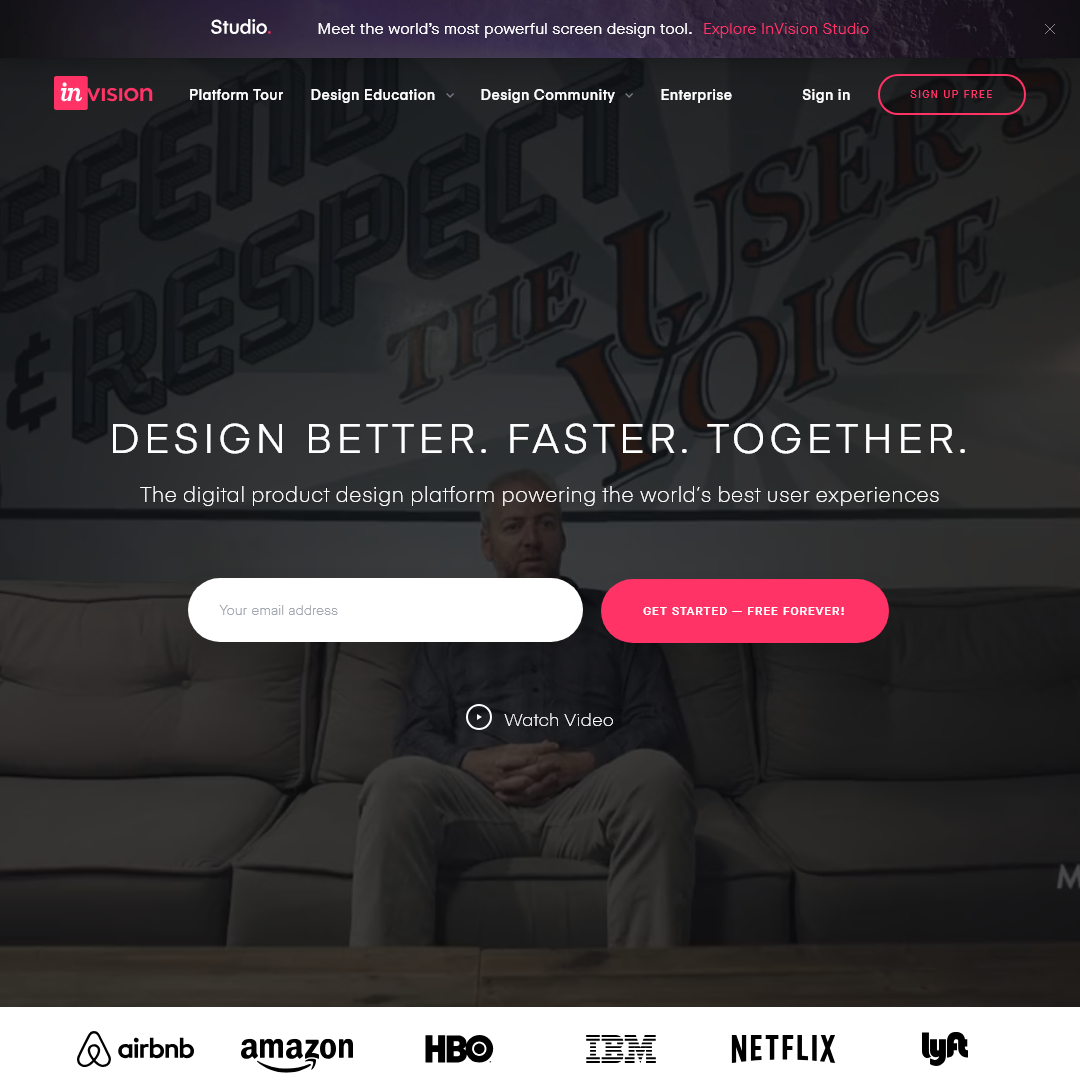 Studio.
Meet the world's most powerful screen design tool. Explore InVision Studio
invision
Platform Tour
Design Education
Design Community
Enterprise
Sign in
SIGN UP FREE
& RESPECT
THE USER'S
VOICE
DESIGN BETTER. FASTER. TOGETHER.
The digital product design platform powering the world's best user experiences
Your email address
GET STARTED — FREE FOREVER!
Watch Video
airbnb
amazon
HBO
IBM
NETFLIX
lyft